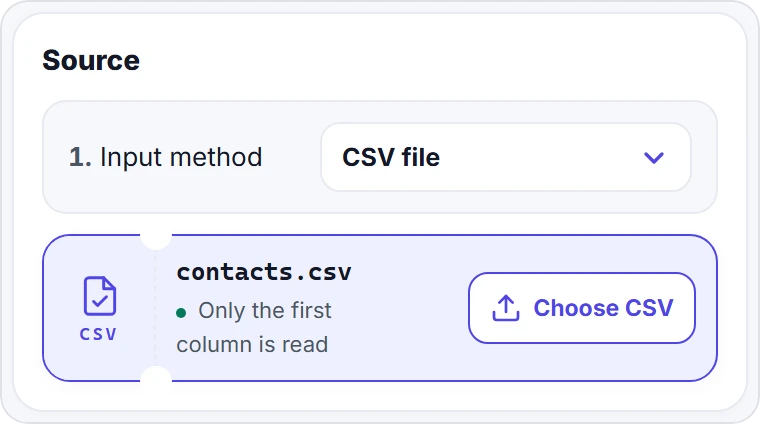 Source
1. Input method
CSV file
CSV
contacts.csv
Only the first
column is read
Choose CSV